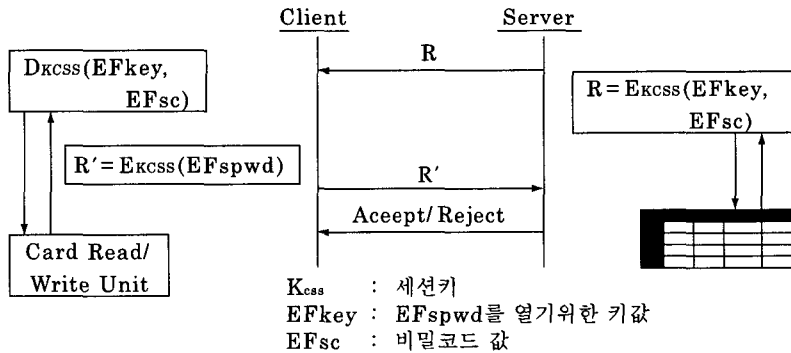 Client
Server
DKCSS(EFkey,
EFsc)
R
R=EKCSS(EFkey,
EFsc)
R′=EKCSS(EFspwd)
R′
Aceept/Reject
Card Read/
Write Unit
Kcss : 세션키
EFkey : EFspwd를 열기위한 키값
EFsc : 비밀코드 값